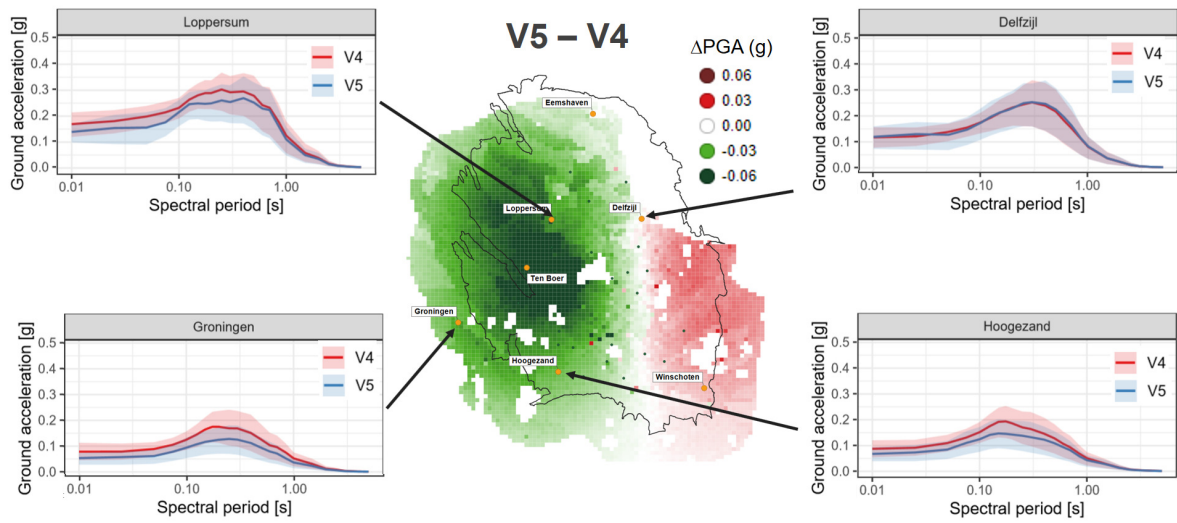 Loppersum
Ground acceleration [g]
0.5
0.4
0.3
0.2
0.1
0.0
V4
V5
0.01
0.10
1.00
Spectral period [s]
V5 – V4
ΔPGA (g)
0.06
0.03
0.00
-0.03
-0.06
Eemshaven
Loppersum
Delfzijl
Ten Boer
Groningen
Hoogezand
Winschoten
Delfzijl
Ground acceleration [g]
0.5
0.4
0.3
0.2
0.1
0.0
V4
V5
0.01
0.10
1.00
Spectral period [s]
Groningen
Ground acceleration [g]
0.5
0.4
0.3
0.2
0.1
0.0
V4
V5
0.01
0.10
1.00
Spectral period [s]
Hoogezand
Ground acceleration [g]
0.5
0.4
0.3
0.2
0.1
0.0
V4
V5
0.01
0.10
1.00
Spectral period [s]